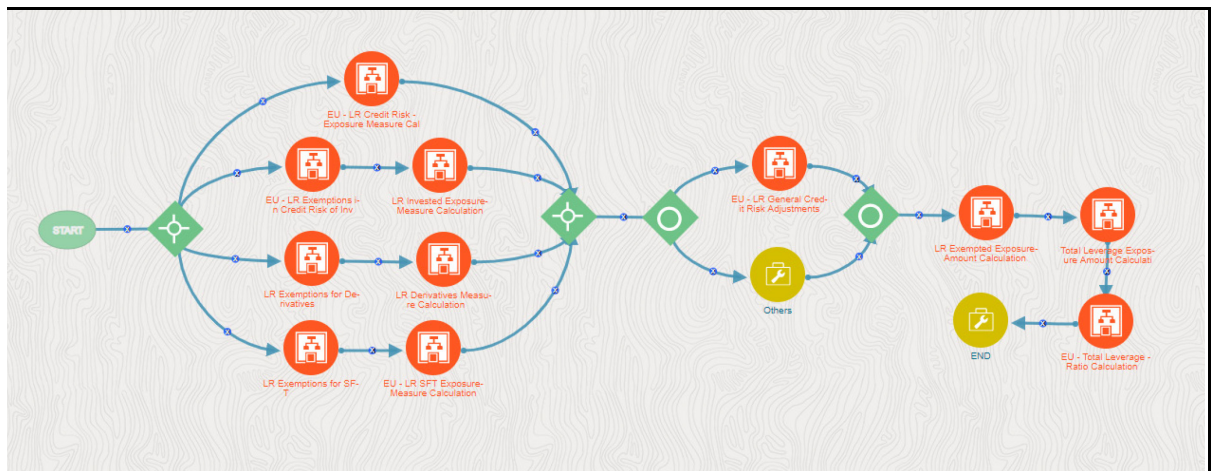 EU - LR Credit Risk -
Exposure Measure Cal
EU - LR Exemptions i-
n Credit Risk of Inv
LR Invested Exposure-
Measure Calculation
EU - LR General Cred-
it Risk Adjustments
START
LR Exempted Exposure-
Amount Calculation
Total Leverage Expos-
ure Amount Calculati
LR Exemptions for De-
rivatives
LR Derivatives Measu-
re Calculation
Others
END
EU - Total Leverage -
Ratio Calculation
LR Exemptions for SF-
T
EU - LR SFT Exposure-
Measure Calculation